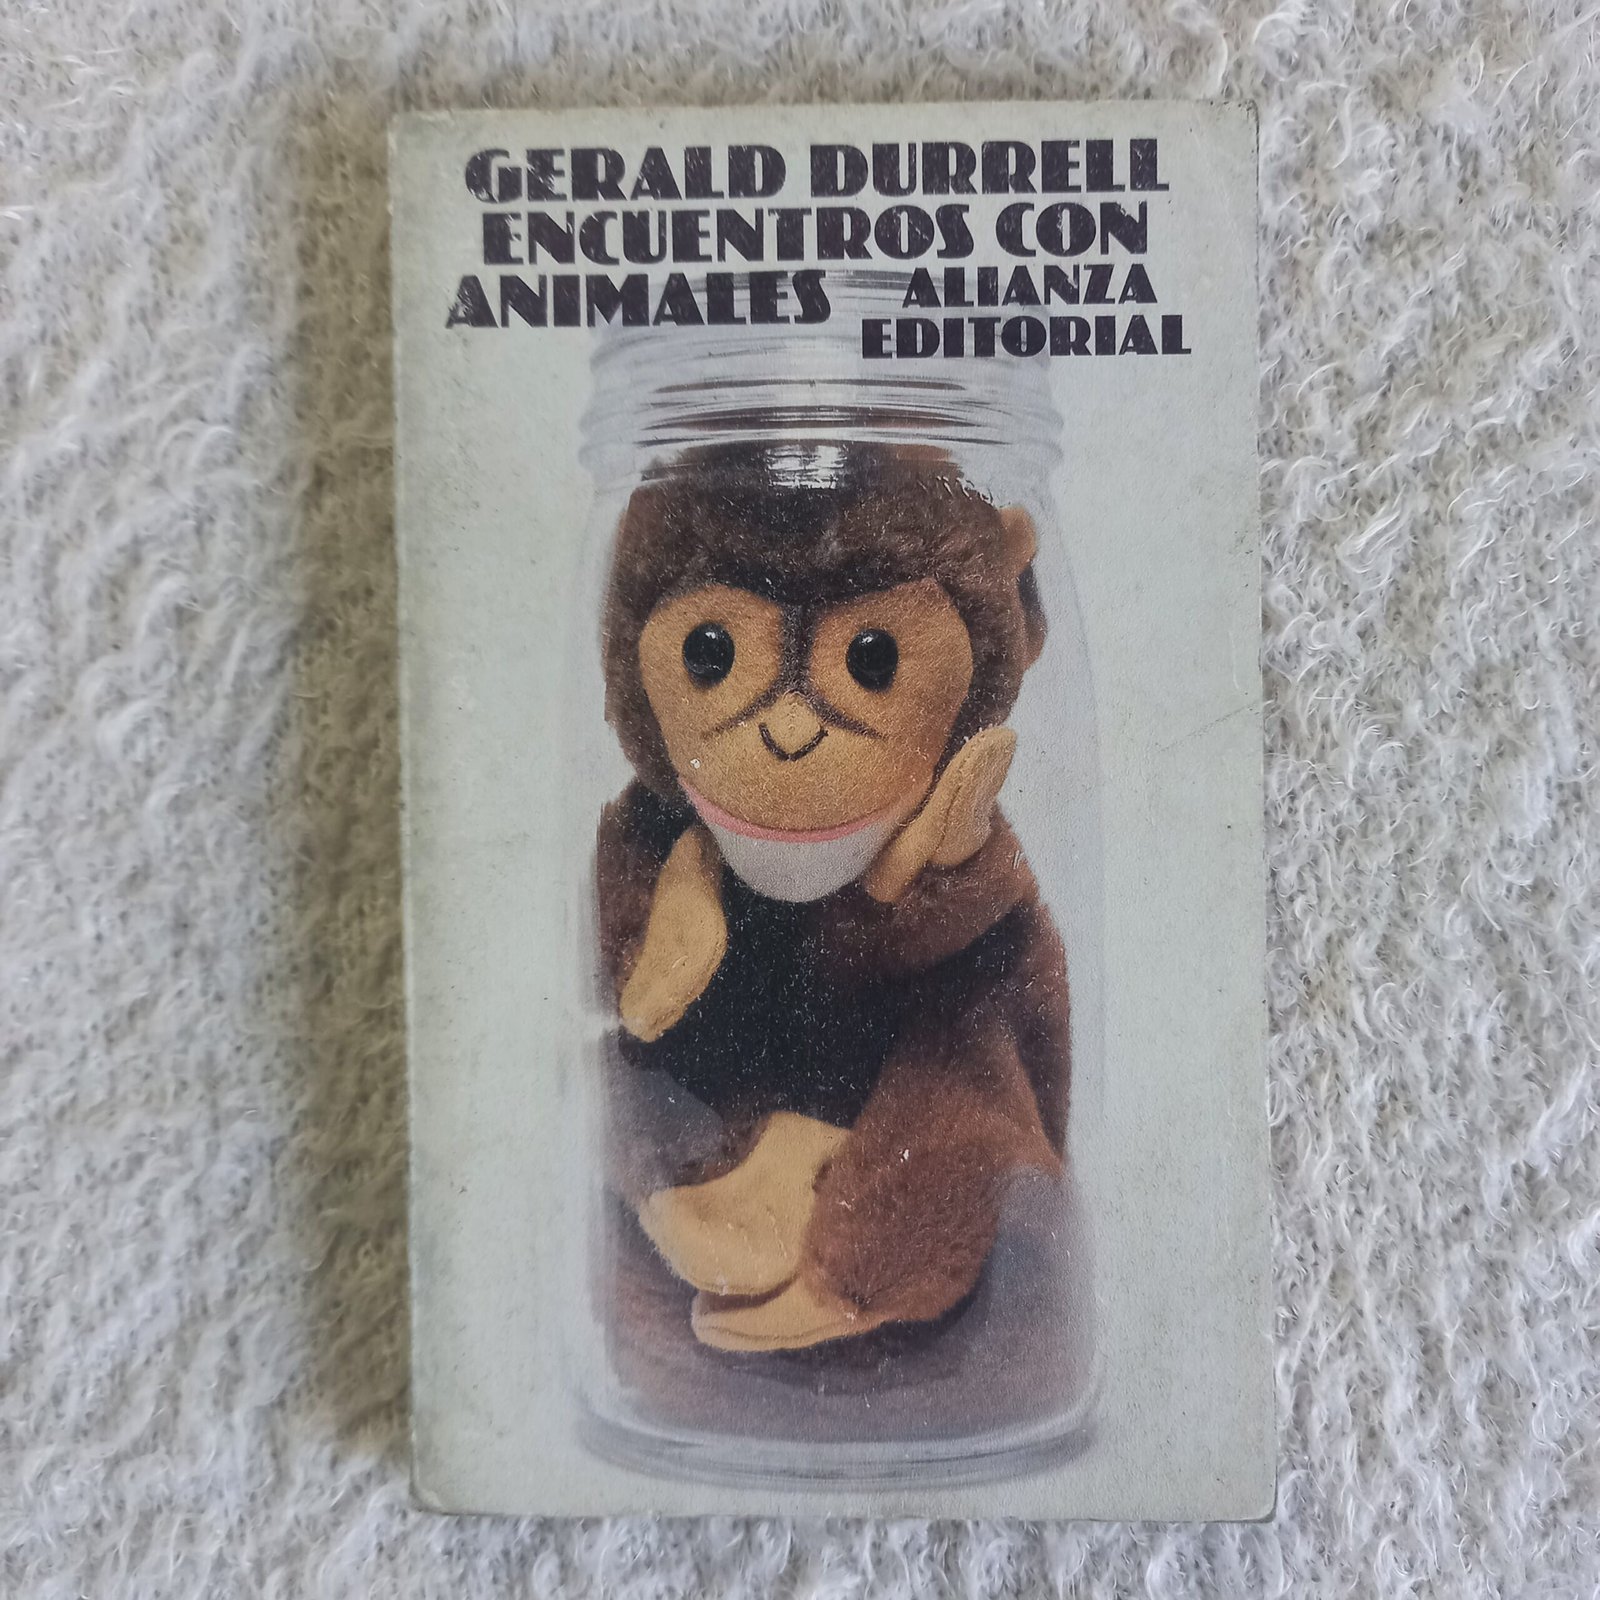 GERALD DURRELL
ENCUENTROS CON
ANIMALES ALIANZA
EDITORIAL